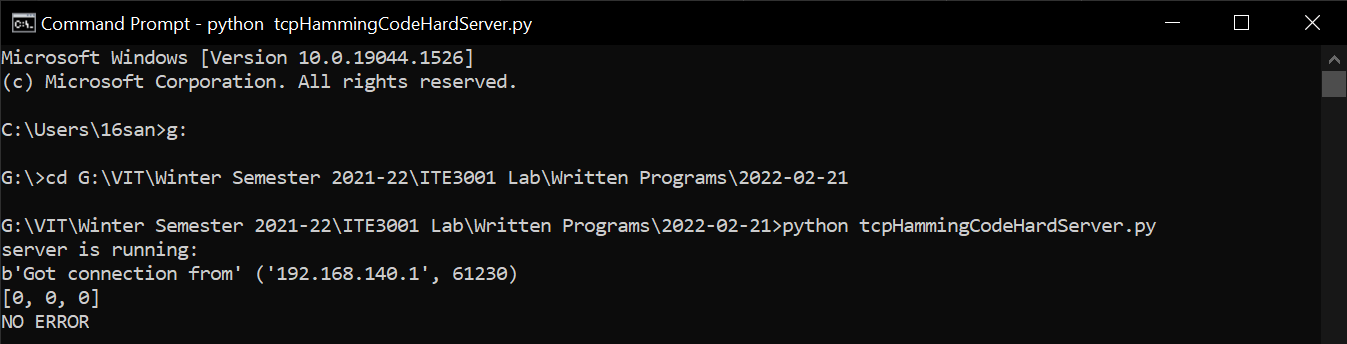 Command Prompt - python  tcpHammingCodeHardServer.py
Microsoft Windows [Version 10.0.19044.1526]
(c) Microsoft Corporation. All rights reserved.
C:\Users\16san>g:
G:\>cd G:\VIT\Winter Semester 2021-22\ITE3001 Lab\Written Programs\2022-02-21
G:\VIT\Winter Semester 2021-22\ITE3001 Lab\Written Programs\2022-02-21>python tcpHammingCodeHardServer.py
server is running:
b'Got connection from' ('192.168.140.1', 61230)
[0, 0, 0]
NO ERROR